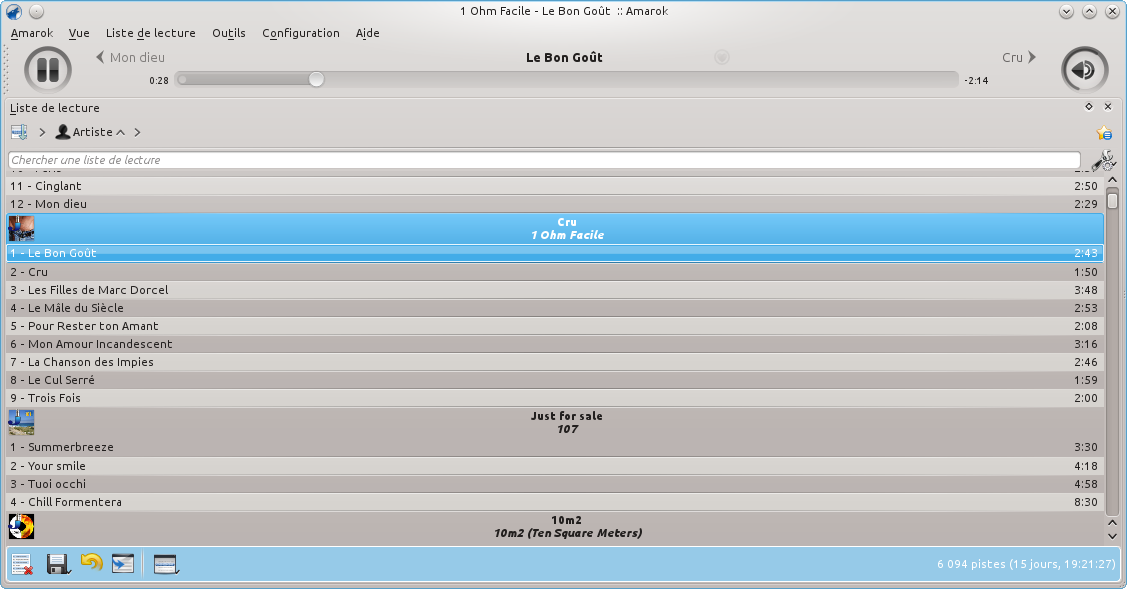 1 Ohm Facile - Le Bon Goût :: Amarok
Amarok Vue Liste de lecture Outils Configuration Aide
Mon dieu Le Bon Goût Cru
0:28 -2:14
Liste de lecture
Artiste
Chercher une liste de lecture
11 - Cinglant 2:50
12 - Mon dieu 2:29
Cru
1 Ohm Facile
1 - Le Bon Goût 2:43
2 - Cru 1:50
3 - Les Filles de Marc Dorcel 3:48
4 - Le Mâle du Siècle 2:53
5 - Pour Rester ton Amant 2:08
6 - Mon Amour Incandescent 3:16
7 - La Chanson des Impies 2:46
8 - Le Cul Serré 1:59
9 - Trois Fois 2:00
Just for sale
107
1 - Summerbreeze 3:30
2 - Your smile 4:18
3 - Tuoi occhi 4:58
4 - Chill Formentera 8:30
10m2
10m2 (Ten Square Meters)
6 094 pistes (15 jours, 19:21:27)